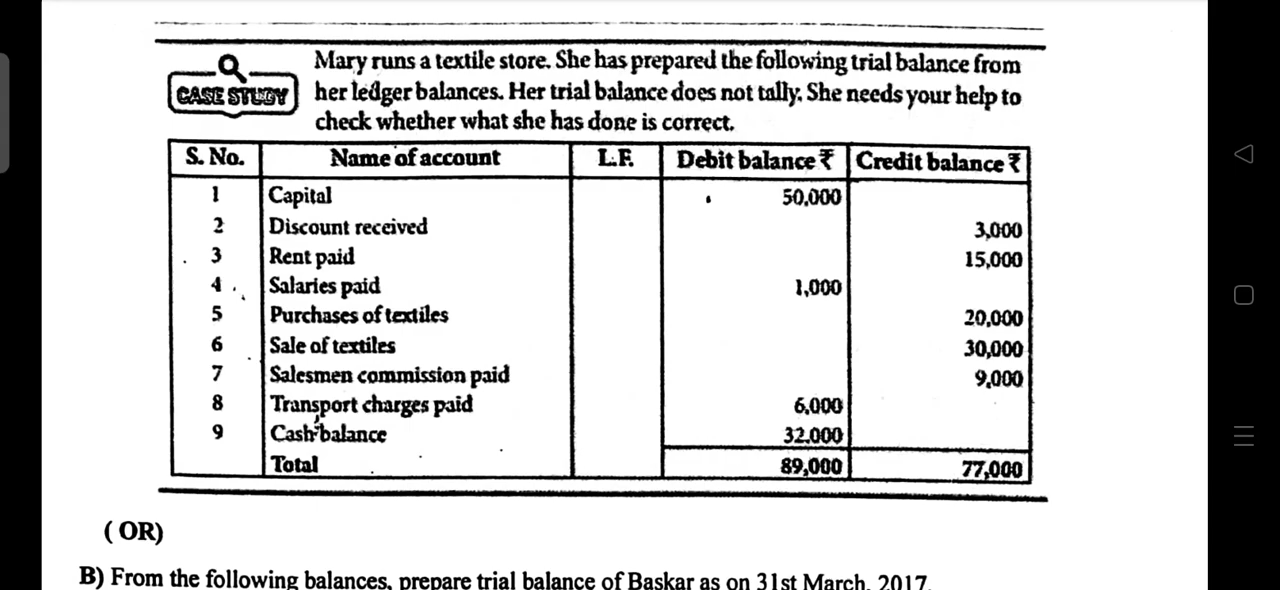 Mary runs a textile store. She has prepared the following trial balance from
CASE STUDY her ledger balances. Her trial balance does not tally. She needs your help to
check whether what she has done is correct.
S. No. Name of account L.F. Debit balance ₹ Credit balance ₹
1 Capital 50,000
2 Discount received 3,000
3 Rent paid 15,000
4 Salaries paid 1,000
5 Purchases of textiles 20,000
6 Sale of textiles 30,000
7 Salesmen commission paid 9,000
8 Transport charges paid 6,000
9 Cash balance 32.000
Total 89,000 77,000
( OR)
B) From the following balances, prepare trial balance of Baskar as on 31st March, 2017.